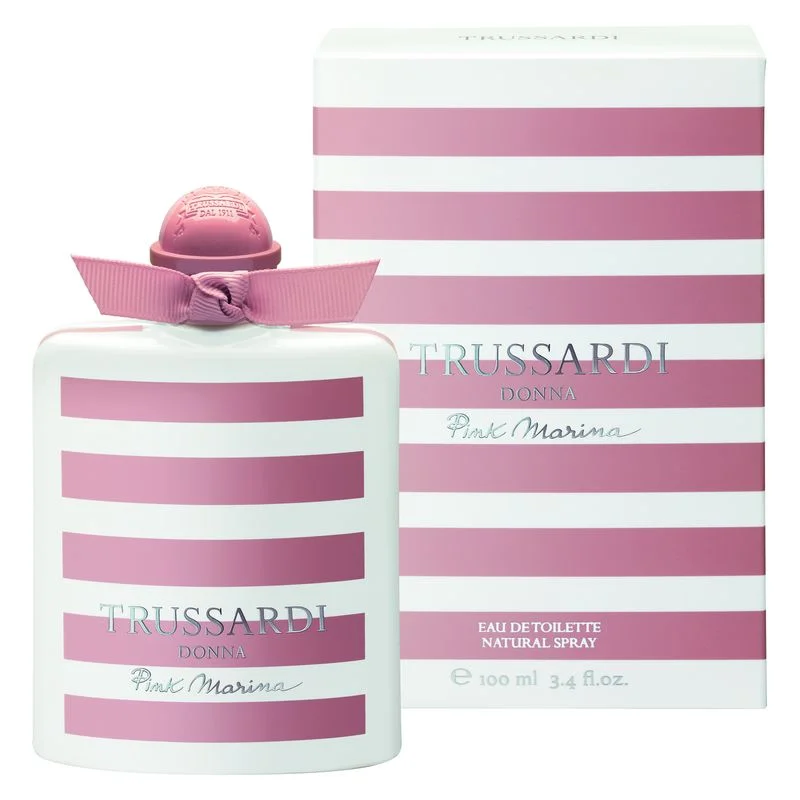 TRUSSARDI
TRUSSARDI
DAL 1911
TRUSSARDI
DONNA
Pink Marina
TRUSSARDI
DONNA
Pink Marina
EAU DE TOILETTE
NATURAL SPRAY
e 100 ml 3.4 fl.oz.